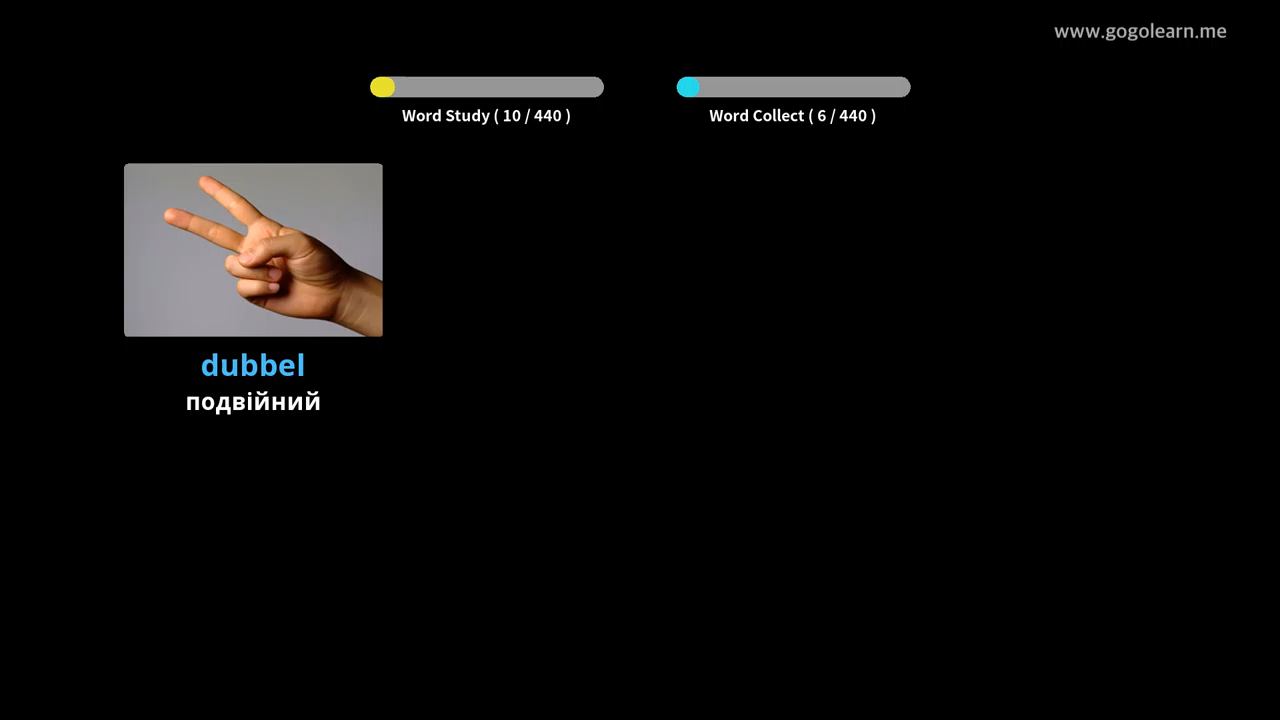 www.gogolearn.me
Word Study ( 10 / 440 )
Word Collect ( 6 / 440 )
dubbel
подвійний